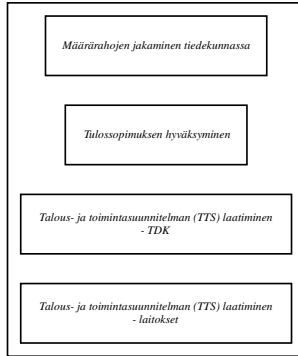 Määrärahojen jakaminen tiedekunnassa
Tulossopimuksen hyväksyminen
Talous- ja toimintasuunnitelman (TTS) laatiminen
- TDK
Talous- ja toimintasuunnitelman (TTS) laatiminen
- laitokset